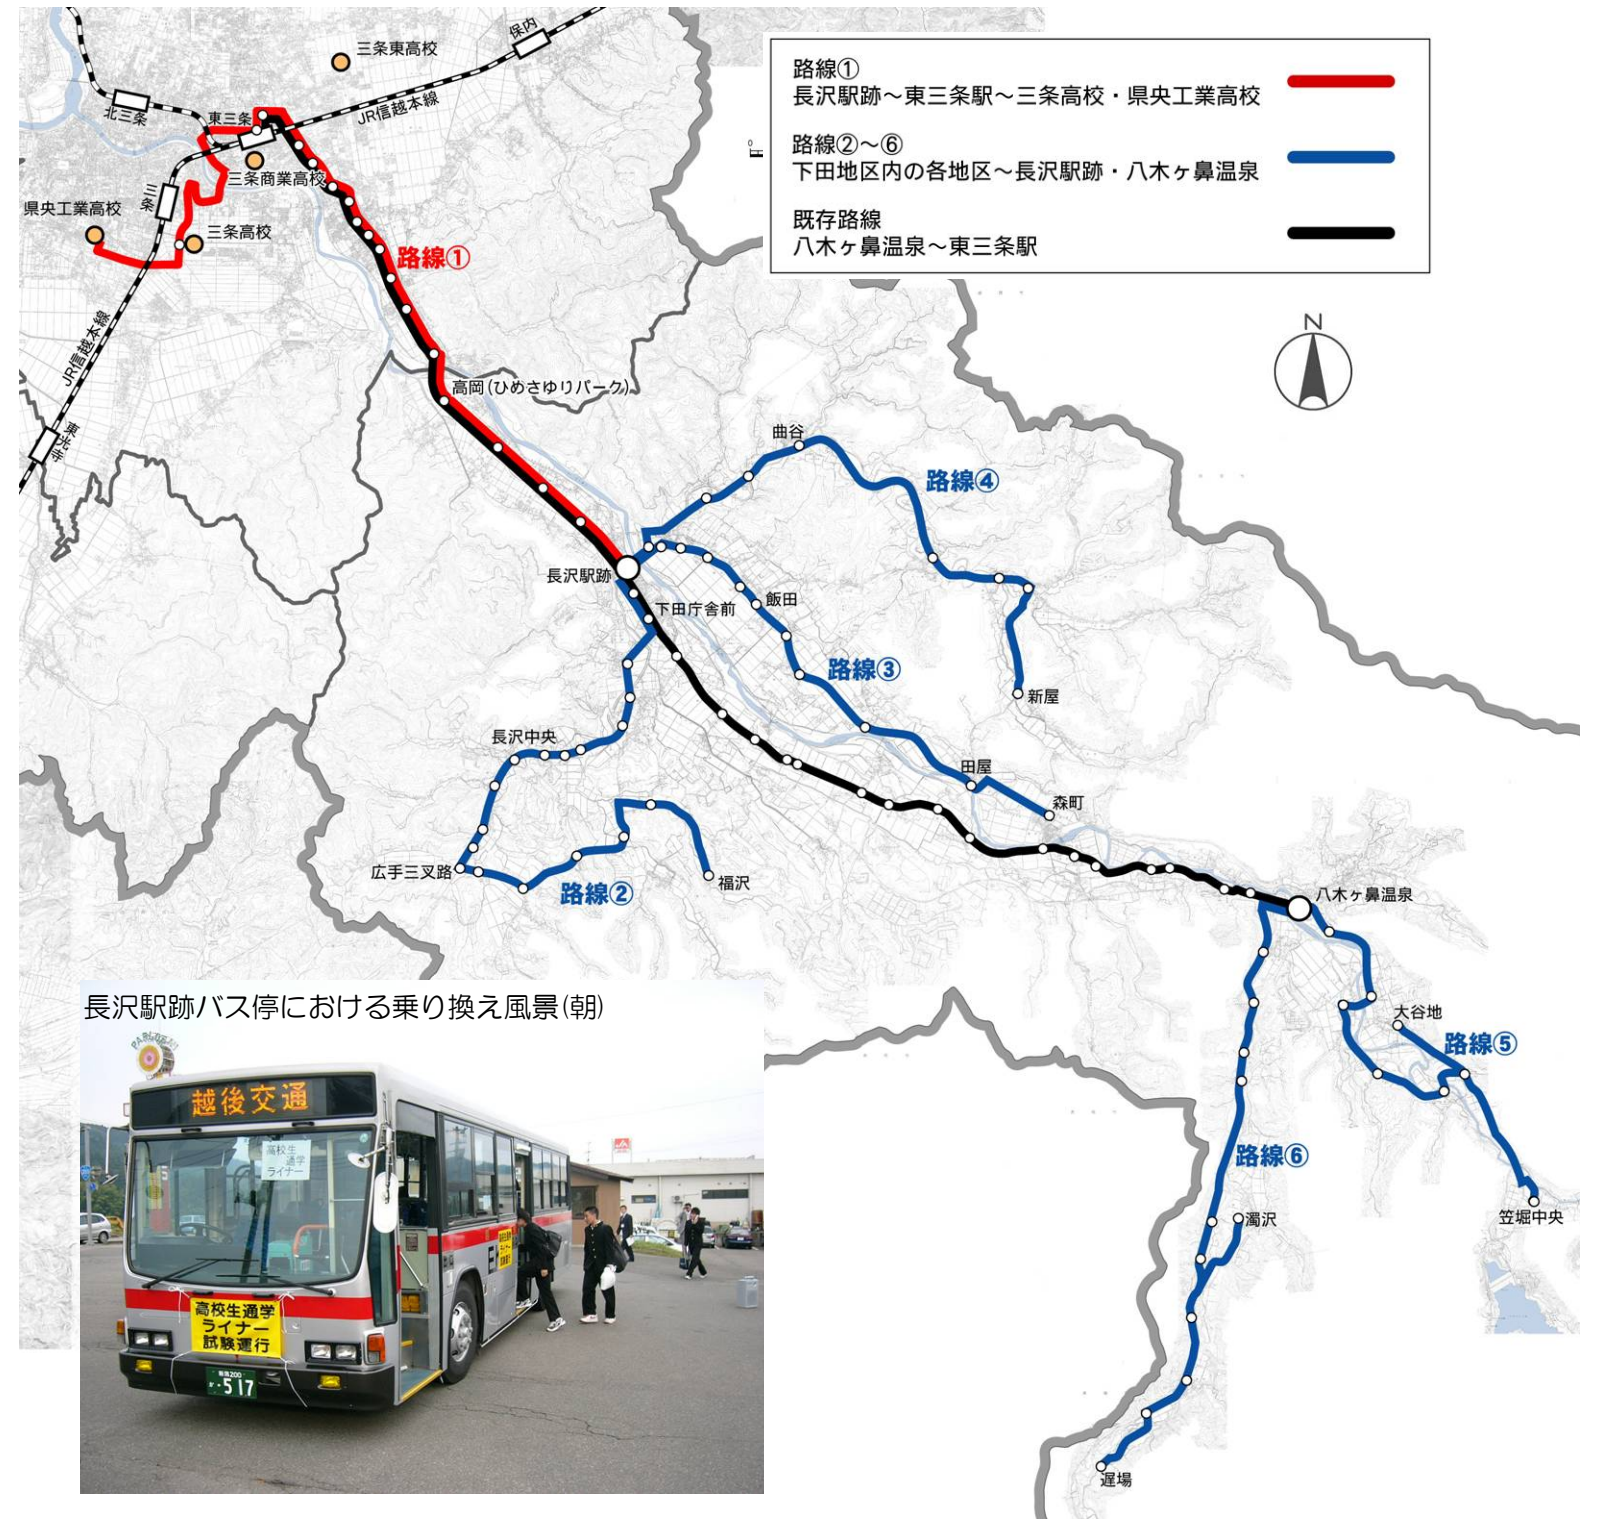 路線①
長沢駅跡～東三条駅～三条高校・県央工業高校
路線②～⑥
下田地区内の各地区～長沢駅跡・八木ヶ鼻温泉
既存路線
八木ヶ鼻温泉～東三条駅
N
保内
三条東高校
JR信越本線
北三条
東三条
三条商業高校
三条
県央工業高校
三条高校
路線①
JR信越本線
東光寺
高岡(ひめさゆりパーク)
曲谷
路線④
長沢駅跡
下田庁舎前
飯田
路線③
新屋
長沢中央
田屋
森町
広手三叉路
路線②
福沢
八木ヶ鼻温泉
大谷地
路線⑤
路線⑥
濁沢
笠堀中央
遅場
長沢駅跡バス停における乗り換え風景(朝)
越後交通
高校生
通学
ライナー
高校生通学
ライナー
試験運行
・517